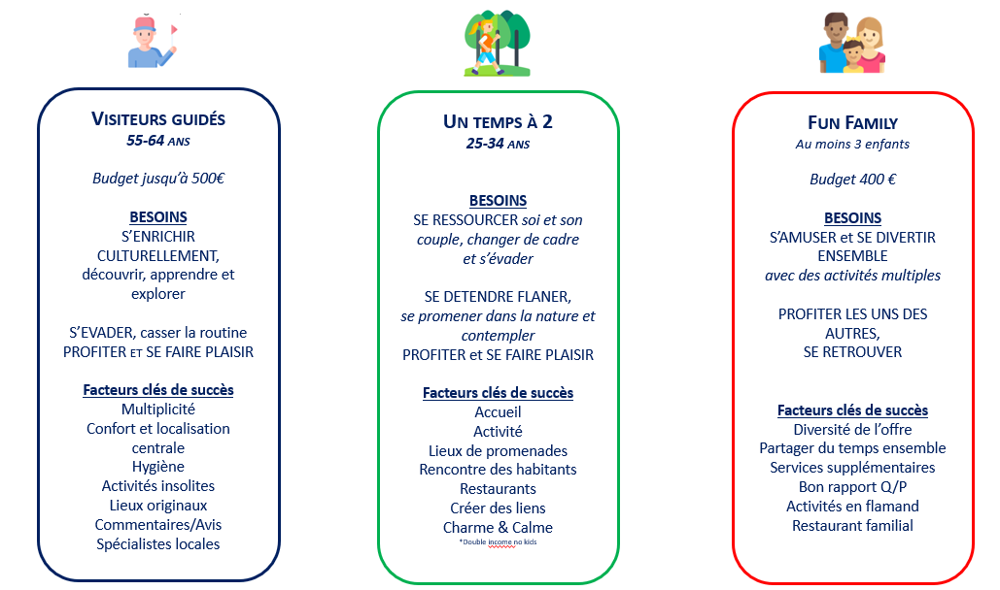 VISITEURS GUIDÉS
55-64 ANS
Budget jusqu'à 500€
BESOINS
S'ENRICHIR
CULTURELLEMENT,
découvrir, apprendre et
explorer
S'EVADER, casser la routine
PROFITER ET SE FAIRE PLAISIR
Facteurs clés de succès
Multiplicité
Confort et localisation
centrale
Hygiène
Activités insolites
Lieux originaux
Commentaires/Avis
Spécialistes locales
UN TEMPS À 2
25-34 ANS
BESOINS
SE RESSOURCER soi et son
couple, changer de cadre
et s'évader
SE DETENDRE FLANER,
se promener dans la nature et
contempler
PROFITER et SE FAIRE PLAISIR
Facteurs clés de succès
Accueil
Activité
Lieux de promenades
Rencontre des habitants
Restaurants
Créer des liens
Charme & Calme
*Double income no kids
FUN FAMILY
Au moins 3 enfants
Budget 400 €
BESOINS
S'AMUSER et SE DIVERTIR
ENSEMBLE
avec des activités multiples
PROFITER LES UNS DES
AUTRES,
SE RETROUVER
Facteurs clés de succès
Diversité de l'offre
Partager du temps ensemble
Services supplémentaires
Bon rapport Q/P
Activités en flamand
Restaurant familial